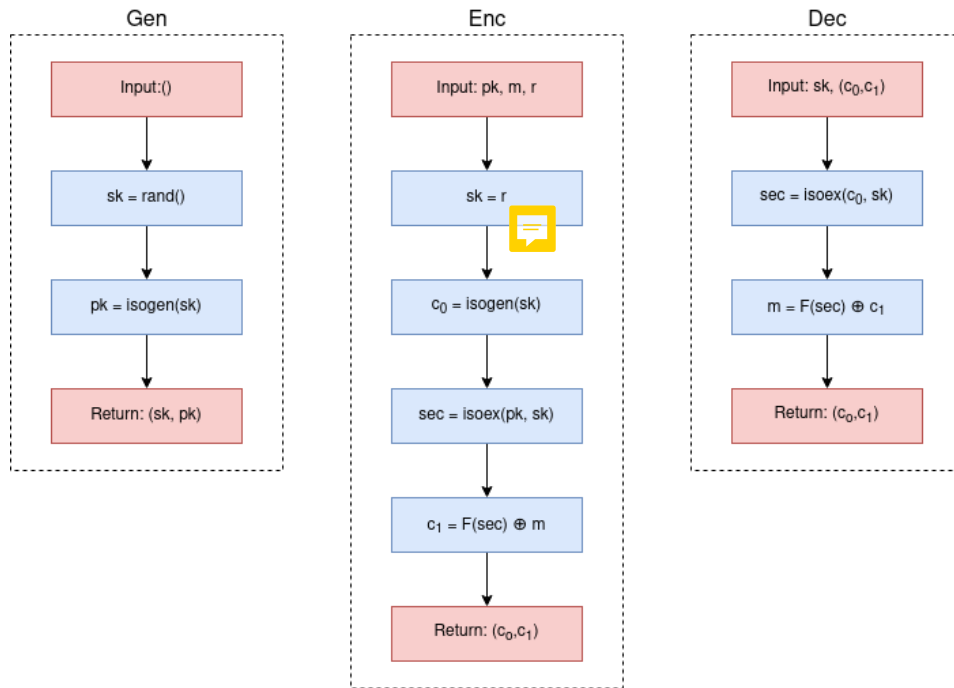 Gen
Input:()
sk = rand()
pk = isogen(sk)
Return: (sk, pk)
Enc
Input: pk, m, r
sk = r
c₀ = isogen(sk)
sec = isoex(pk, sk)
c₁ = F(sec) ⊕ m
Return: (cₒ,c₁)
Dec
Input: sk, (c₀,c₁)
sec = isoex(c₀, sk)
m = F(sec) ⊕ c₁
Return: (cₒ,c₁)